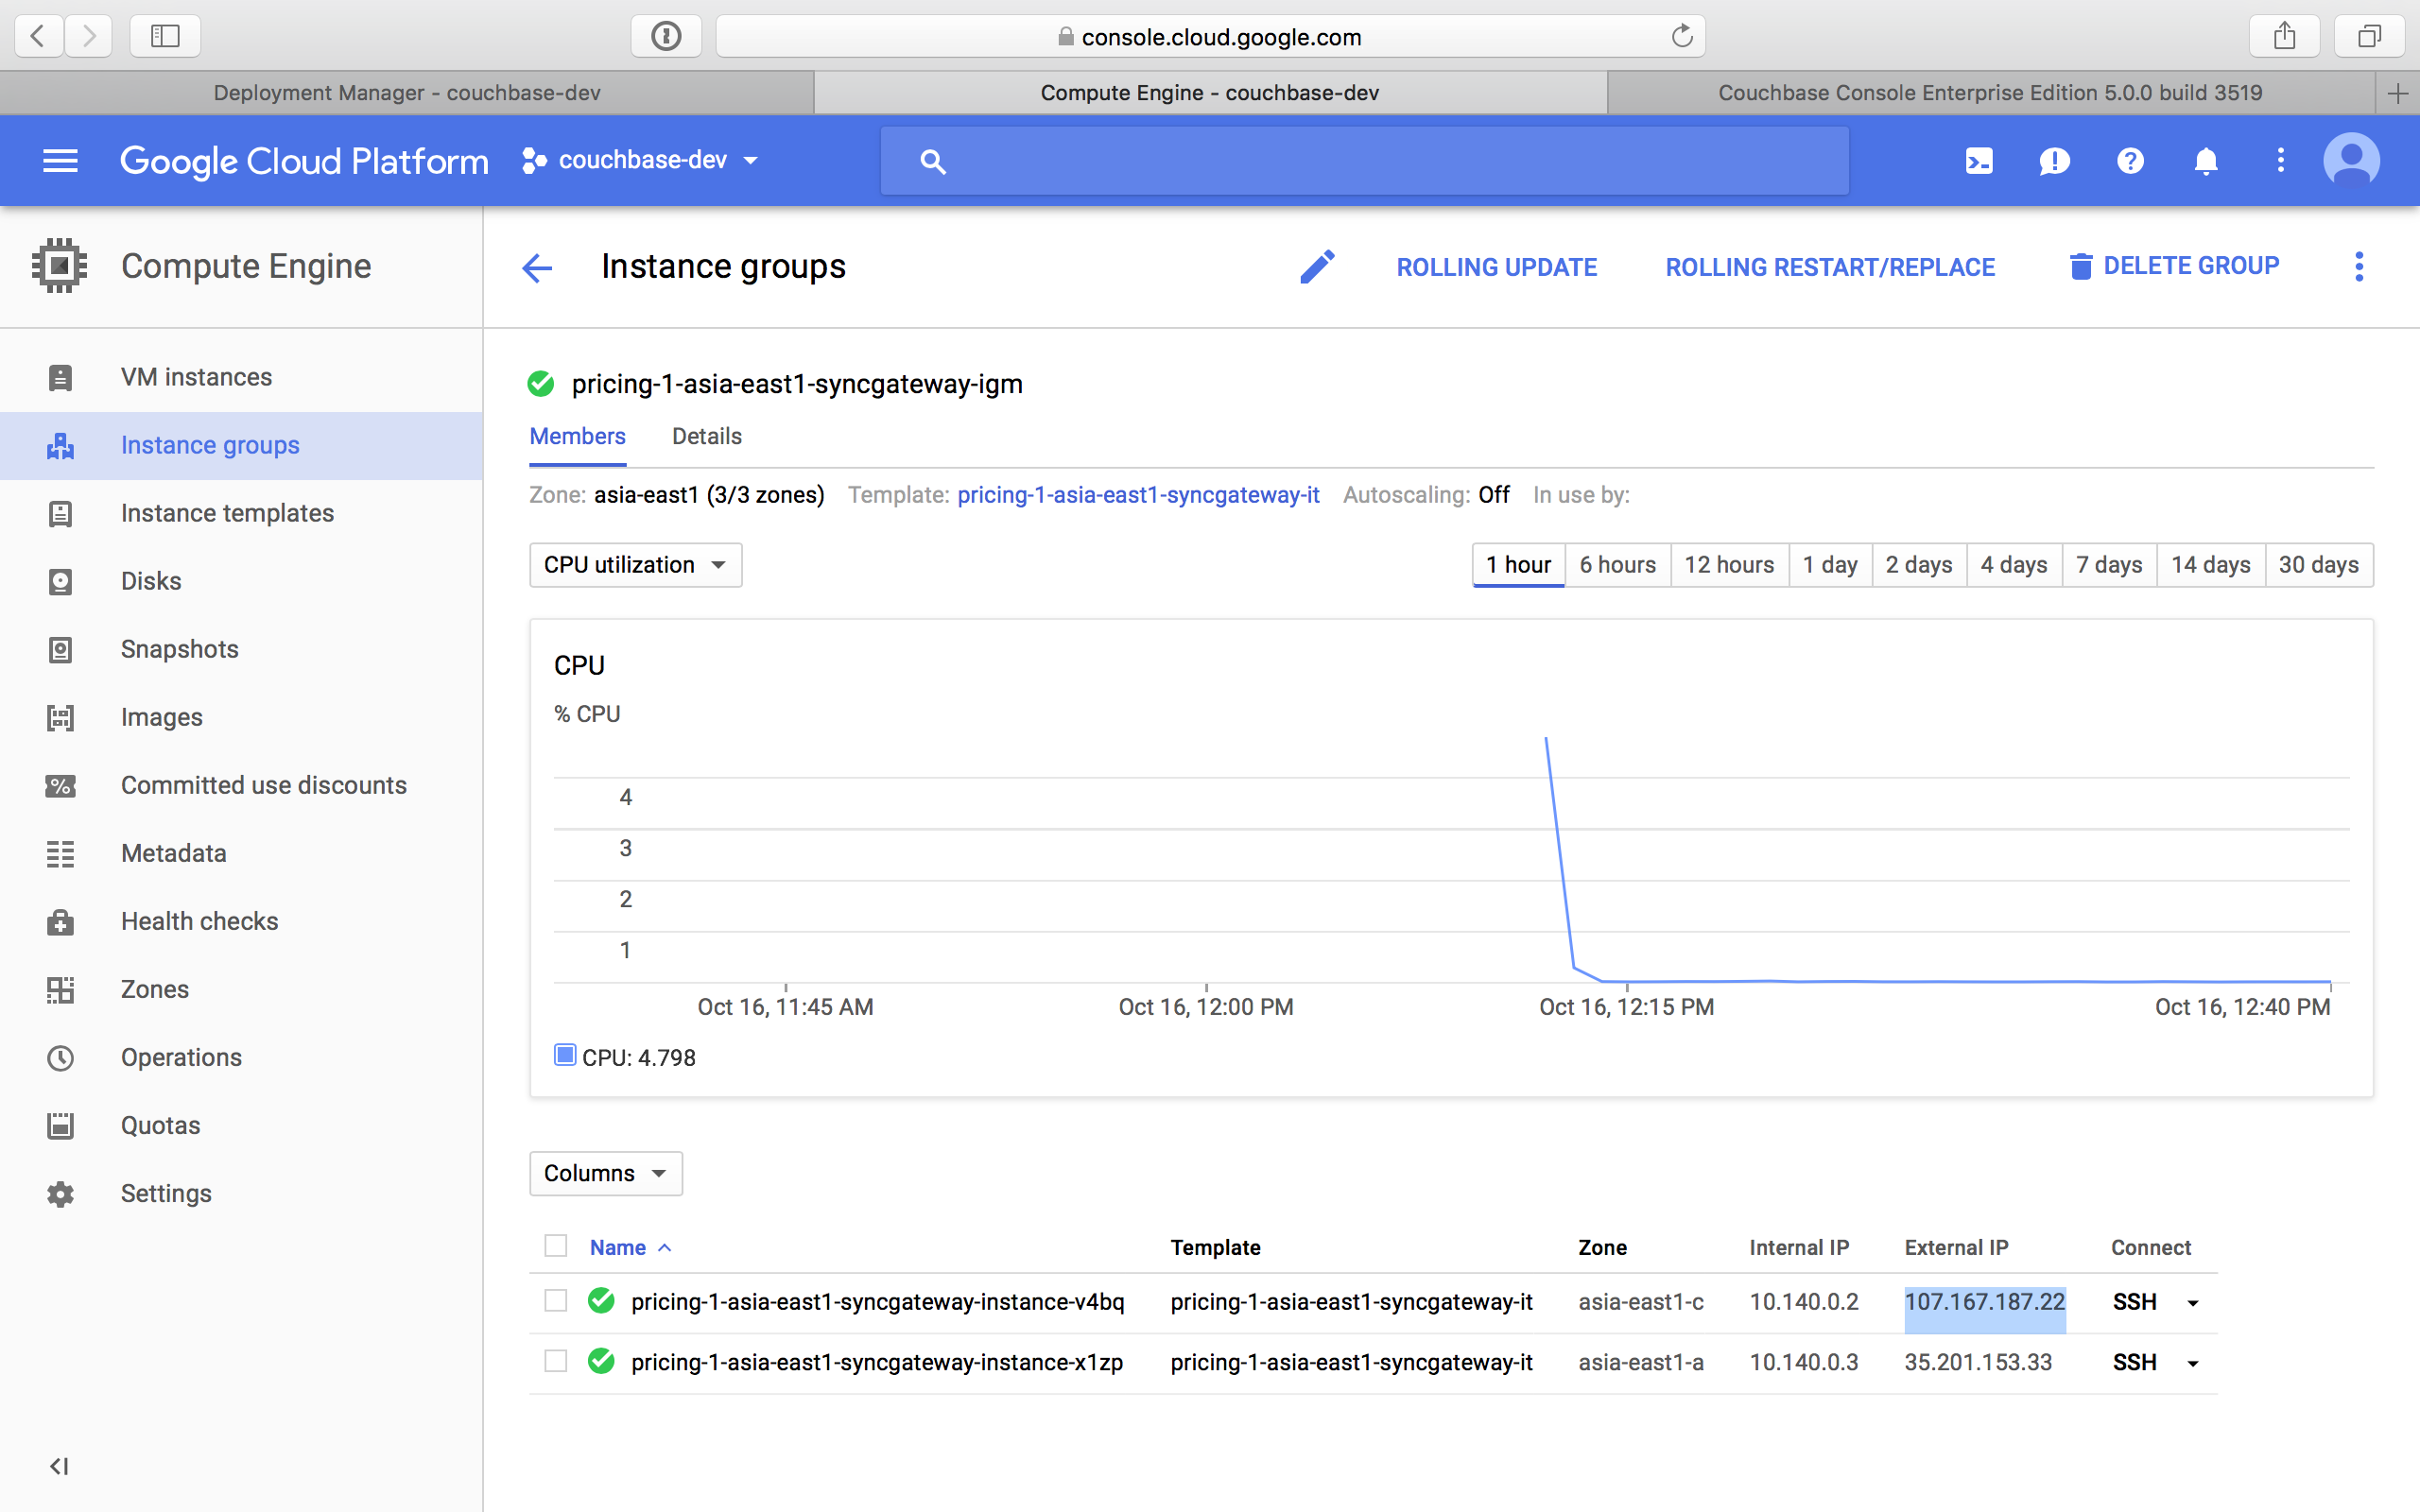 console.cloud.google.com
Deployment Manager - couchbase-dev
Compute Engine - couchbase-dev
Couchbase Console Enterprise Edition 5.0.0 build 3519
Google Cloud Platform
couchbase-dev
Compute Engine
Instance groups
ROLLING UPDATE
ROLLING RESTART/REPLACE
DELETE GROUP
VM instances
Instance groups
Instance templates
Disks
Snapshots
Images
Committed use discounts
Metadata
Health checks
Zones
Operations
Quotas
Settings
pricing-1-asia-east1-syncgateway-igm
Members Details
Zone: asia-east1 (3/3 zones) Template: pricing-1-asia-east1-syncgateway-it Autoscaling: Off In use by:
CPU utilization
1 hour 6 hours 12 hours 1 day 2 days 4 days 7 days 14 days 30 days
CPU
% CPU
4
3
2
1
Oct 16, 11:45 AM Oct 16, 12:00 PM Oct 16, 12:15 PM Oct 16, 12:40 PM
CPU: 4.798
Columns
Name Template Zone Internal IP External IP Connect
pricing-1-asia-east1-syncgateway-instance-v4bq pricing-1-asia-east1-syncgateway-it asia-east1-c 10.140.0.2 107.167.187.22 SSH
pricing-1-asia-east1-syncgateway-instance-x1zp pricing-1-asia-east1-syncgateway-it asia-east1-a 10.140.0.3 35.201.153.33 SSH